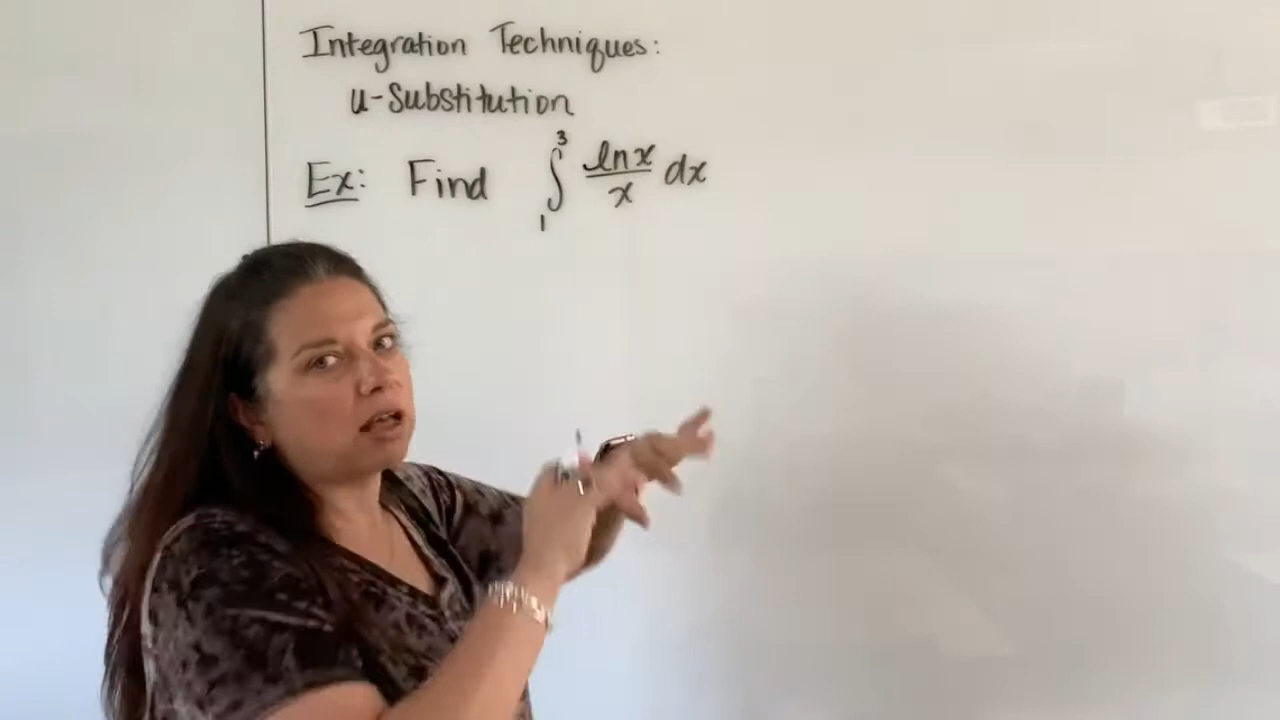 Integration Techniques:
u-Substitution
Ex: Find ∫₁³ ln x / x dx